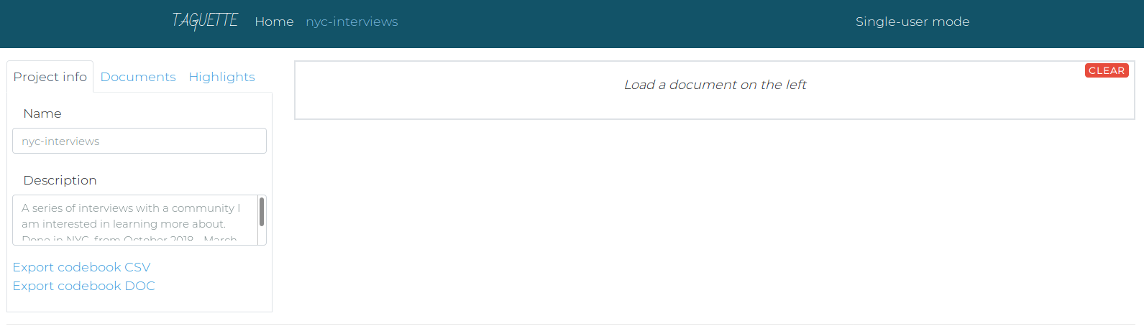 TAGUETTE Home nyc-interviews Single-user mode
Project info Documents Highlights
CLEAR
Load a document on the left
Name
nyc-interviews
Description
A series of interviews with a community I
am interested in learning more about.
Done in NYC, from October 2018 - March
Export codebook CSV
Export codebook DOC